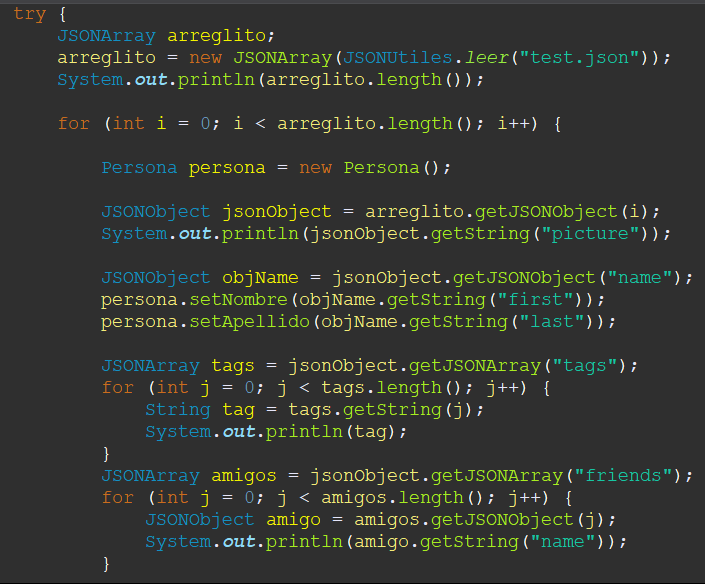 try {
JSONArray arreglito;
arreglito = new JSONArray(JSONUtiles.leer("test.json"));
System.out.println(arreglito.length());
for (int i = 0; i < arreglito.length(); i++) {
Persona persona = new Persona();
JSONObject jsonObject = arreglito.getJSONObject(i);
System.out.println(jsonObject.getString("picture"));
JSONObject objName = jsonObject.getJSONObject("name");
persona.setNombre(objName.getString("first"));
persona.setApellido(objName.getString("last"));
JSONArray tags = jsonObject.getJSONArray("tags");
for (int j = 0; j < tags.length(); j++) {
String tag = tags.getString(j);
System.out.println(tag);
}
JSONArray amigos = jsonObject.getJSONArray("friends");
for (int j = 0; j < amigos.length(); j++) {
JSONObject amigo = amigos.getJSONObject(j);
System.out.println(amigo.getString("name"));
}